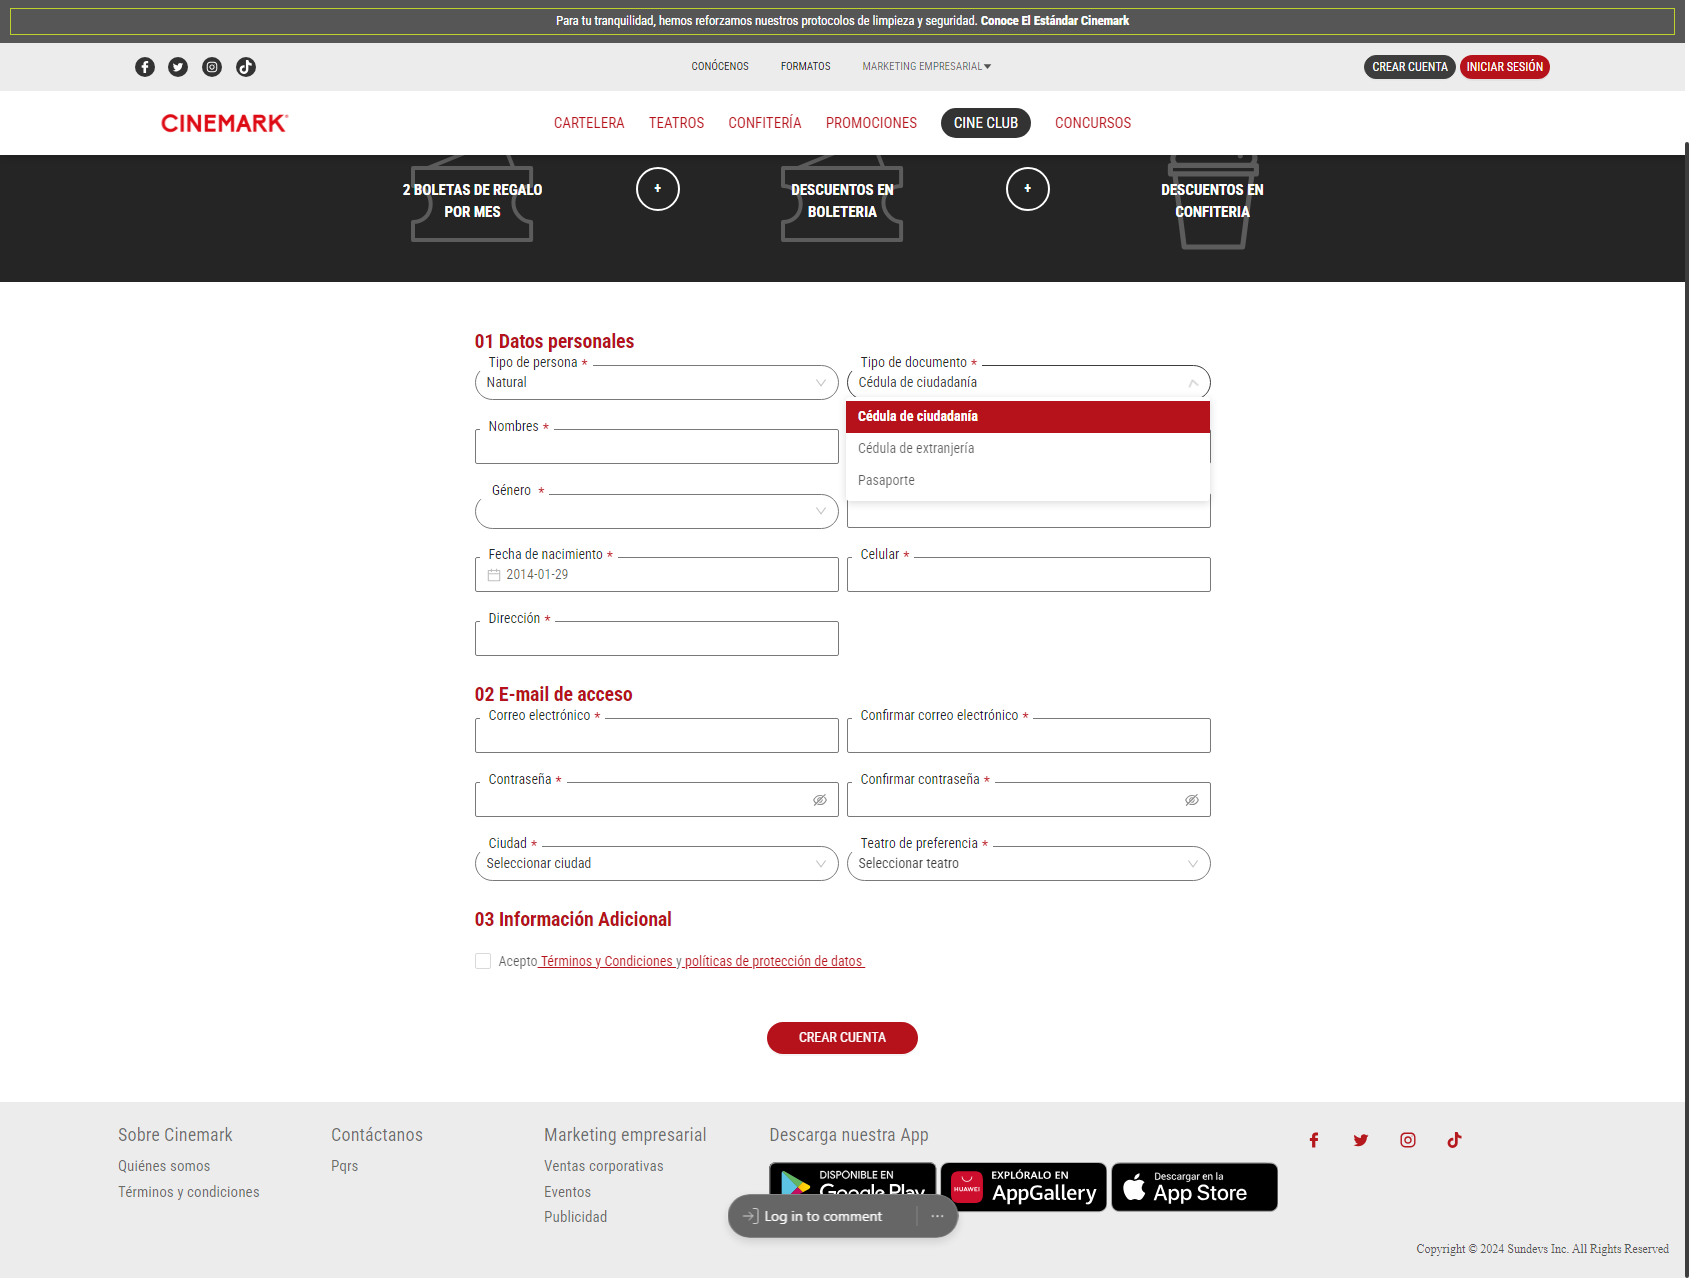 Para tu tranquilidad, hemos reforzamos nuestros protocolos de limpieza y seguridad. Conoce El Estándar Cinemark
CONÓCENOS FORMATOS MARKETING EMPRESARIAL
CREAR CUENTA INICIAR SESIÓN
CINEMARK
CARTELERA TEATROS CONFITERÍA PROMOCIONES CINE CLUB CONCURSOS
2 BOLETAS DE REGALO
POR MES
+
DESCUENTOS EN
BOLETERIA
+
DESCUENTOS EN
CONFITERIA
01 Datos personales
Tipo de persona *
Natural
Tipo de documento *
Cédula de ciudadanía
Cédula de ciudadanía
Cédula de extranjería
Pasaporte
Nombres *
Género *
Fecha de nacimiento *
2014-01-29
Celular *
Dirección *
02 E-mail de acceso
Correo electrónico *
Confirmar correo electrónico *
Contraseña *
Confirmar contraseña *
Ciudad *
Seleccionar ciudad
Teatro de preferencia *
Seleccionar teatro
03 Información Adicional
Acepto Términos y Condiciones y políticas de protección de datos
CREAR CUENTA
Sobre Cinemark
Quiénes somos
Términos y condiciones
Contáctanos
Pqrs
Marketing empresarial
Ventas corporativas
Eventos
Publicidad
Descarga nuestra App
DISPONIBLE EN
Google Play
HUAWEI
EXPLÓRALO EN
AppGallery
Descargar en la
App Store
Log in to comment
Copyright © 2024 Sundevs Inc. All Rights Reserved